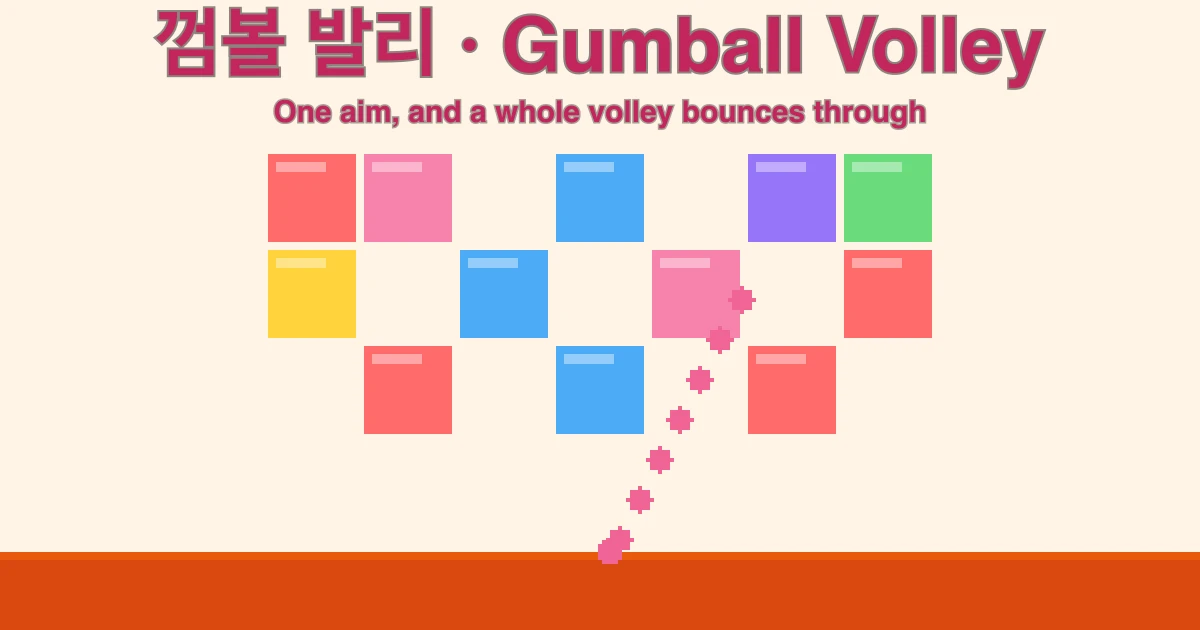 껌볼 발리 · Gumball Volley
One aim, and a whole volley bounces through